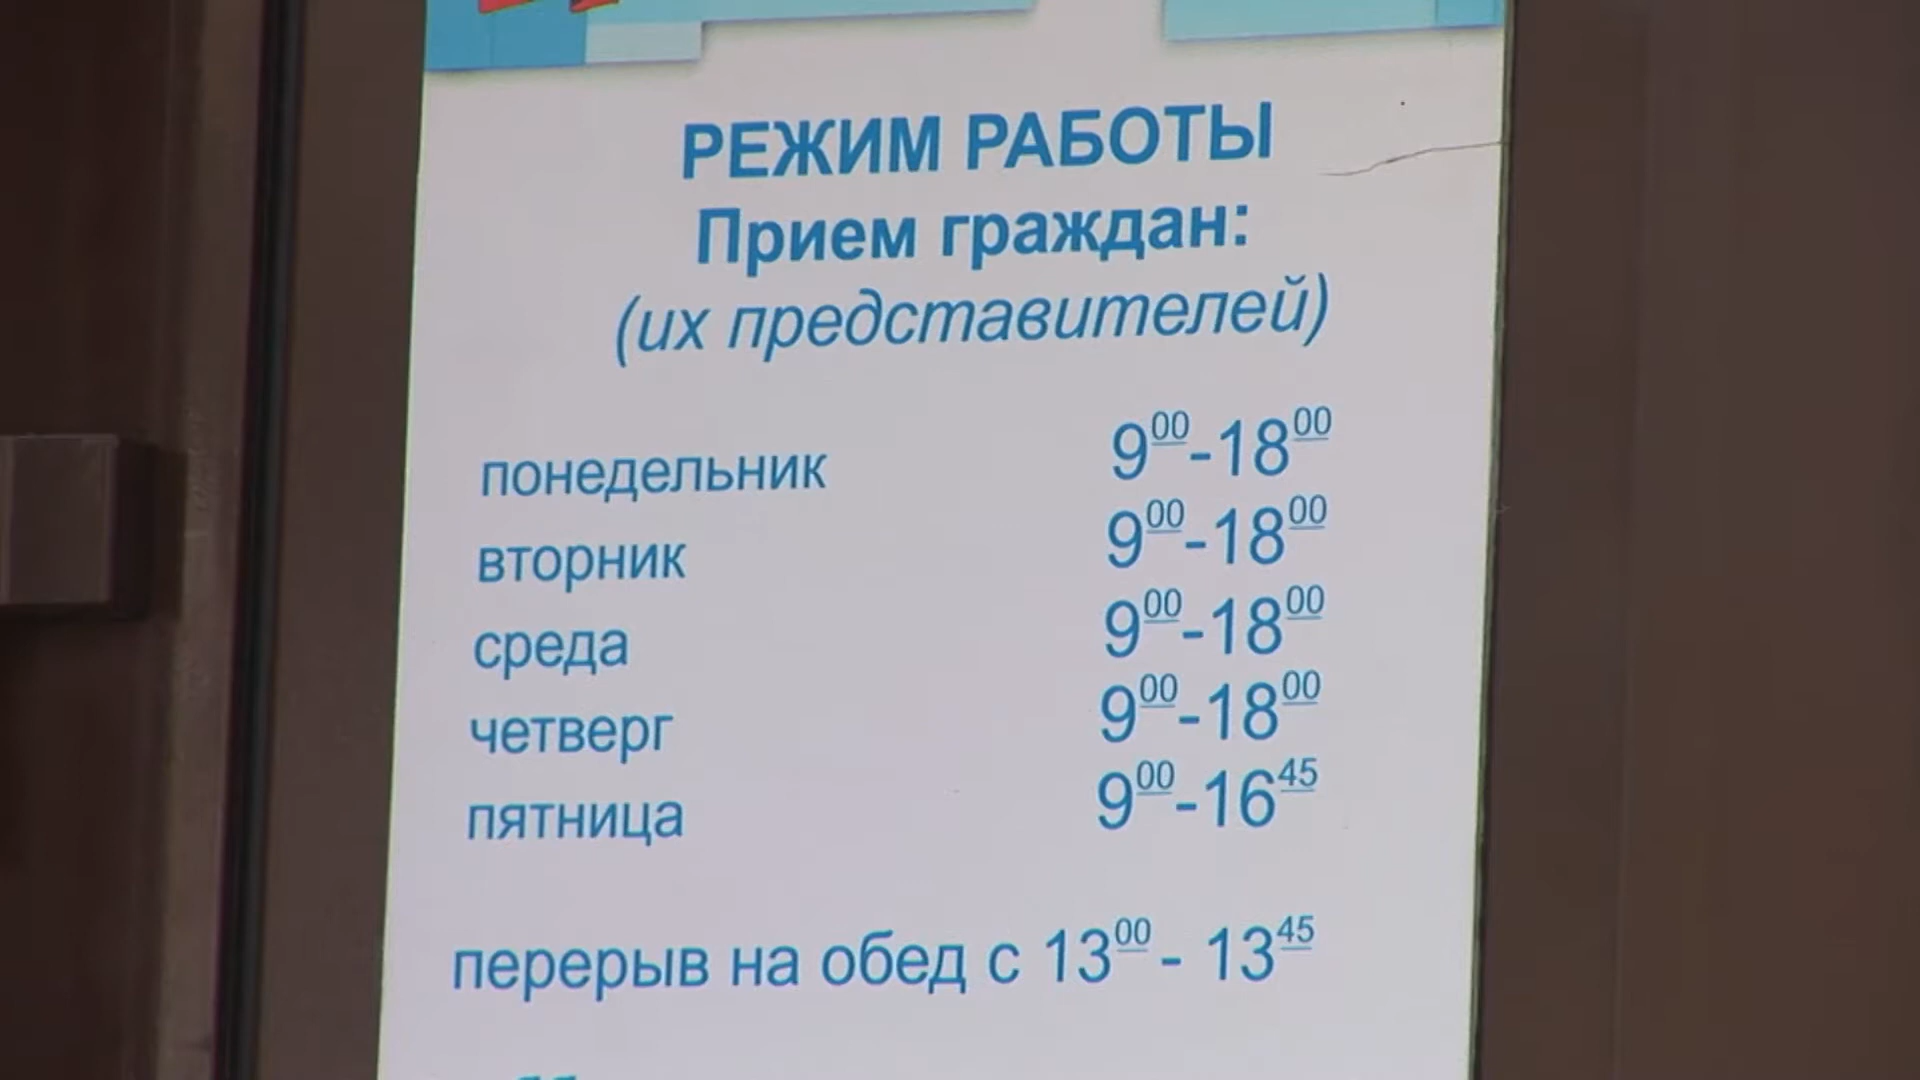 РЕЖИМ РАБОТЫ
Прием граждан:
(их представителей)
понедельник 9⁰⁰-18⁰⁰
вторник 9⁰⁰-18⁰⁰
среда 9⁰⁰-18⁰⁰
четверг 9⁰⁰-18⁰⁰
пятница 9⁰⁰-16⁴⁵
перерыв на обед с 13⁰⁰ - 13⁴⁵